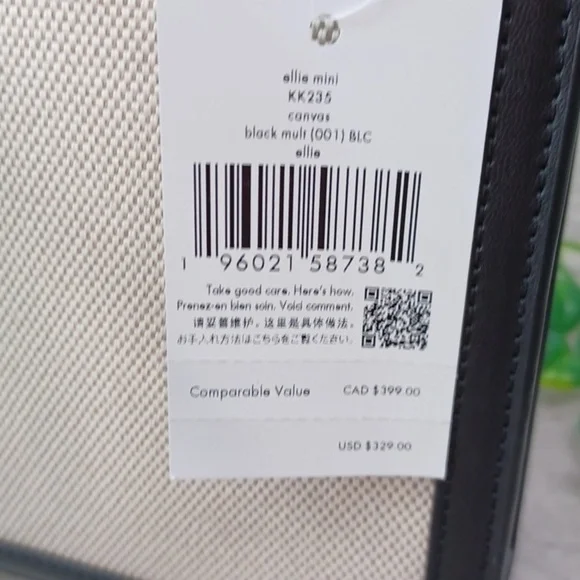 ellie mini
KK235
canvas
black mult (001) BLC
ellie
1 96021 58738 2
Take good care. Here's how.
Prenez-en bien soin. Voici comment.
请妥善维护。这里是具体做法。
お手入れ方法はこちらをご覧ください。
Comparable Value CAD $399.00
USD $329.00